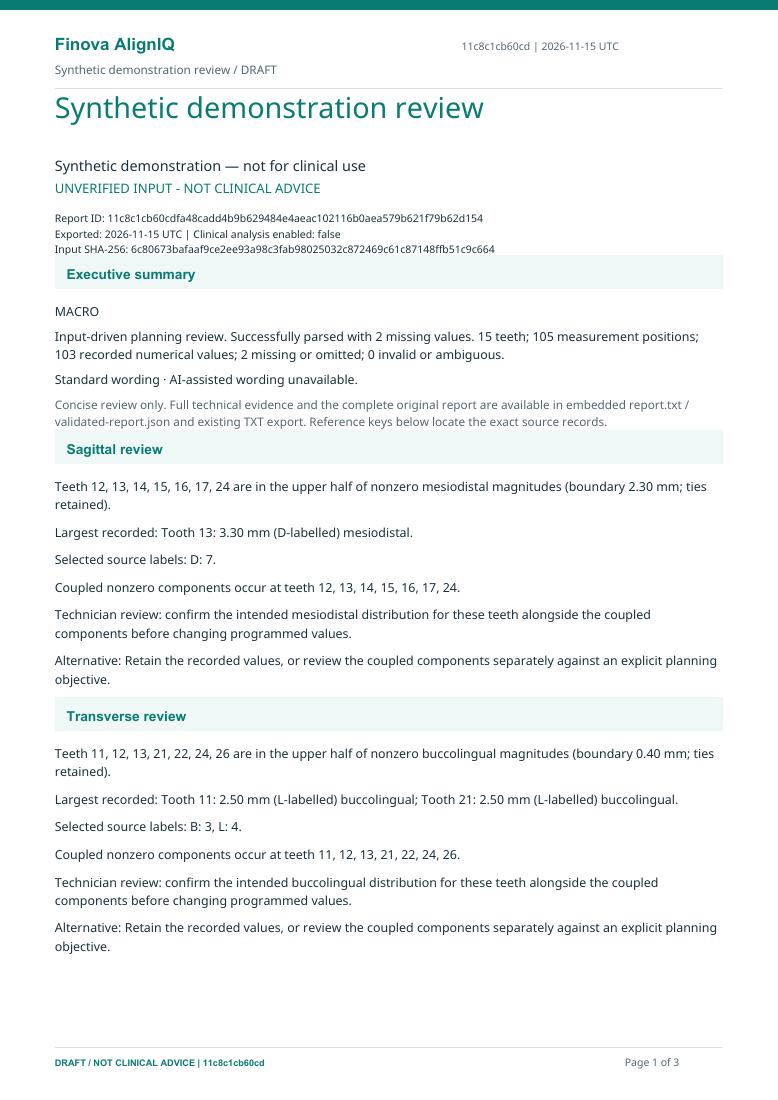 Finova AlignIQ
11c8c1cb60cd | 2026-11-15 UTC
Synthetic demonstration review / DRAFT
Synthetic demonstration review
Synthetic demonstration — not for clinical use
UNVERIFIED INPUT - NOT CLINICAL ADVICE
Report ID: 11c8c1cb60cdfa48cadd4b9b629484e4aeac102116b0aea579b621f79b62d154
Exported: 2026-11-15 UTC | Clinical analysis enabled: false
Input SHA-256: 6c80673bafaaf9ce2ee93a98c3fab98025032c872469c61c87148ffb51c9c664
Executive summary
MACRO
Input-driven planning review. Successfully parsed with 2 missing values. 15 teeth; 105 measurement positions;
103 recorded numerical values; 2 missing or omitted; 0 invalid or ambiguous.
Standard wording · AI-assisted wording unavailable.
Concise review only. Full technical evidence and the complete original report are available in embedded report.txt /
validated-report.json and existing TXT export. Reference keys below locate the exact source records.
Sagittal review
Teeth 12, 13, 14, 15, 16, 17, 24 are in the upper half of nonzero mesiodistal magnitudes (boundary 2.30 mm; ties
retained).
Largest recorded: Tooth 13: 3.30 mm (D-labelled) mesiodistal.
Selected source labels: D: 7.
Coupled nonzero components occur at teeth 12, 13, 14, 15, 16, 17, 24.
Technician review: confirm the intended mesiodistal distribution for these teeth alongside the coupled
components before changing programmed values.
Alternative: Retain the recorded values, or review the coupled components separately against an explicit planning
objective.
Transverse review
Teeth 11, 12, 13, 21, 22, 24, 26 are in the upper half of nonzero buccolingual magnitudes (boundary 0.40 mm; ties
retained).
Largest recorded: Tooth 11: 2.50 mm (L-labelled) buccolingual; Tooth 21: 2.50 mm (L-labelled) buccolingual.
Selected source labels: B: 3, L: 4.
Coupled nonzero components occur at teeth 11, 12, 13, 21, 22, 24, 26.
Technician review: confirm the intended buccolingual distribution for these teeth alongside the coupled
components before changing programmed values.
Alternative: Retain the recorded values, or review the coupled components separately against an explicit planning
objective.
DRAFT / NOT CLINICAL ADVICE | 11c8c1cb60cd
Page 1 of 3